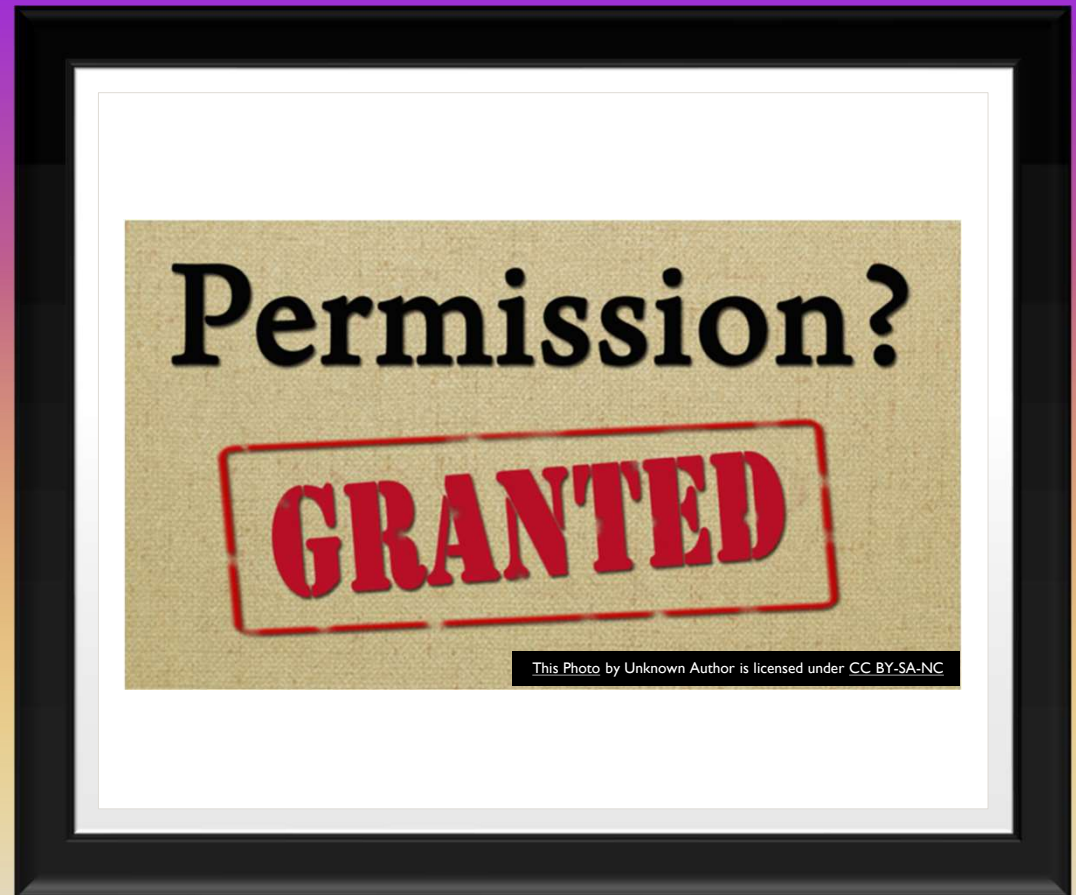 Permission?
GRANTED
This Photo by Unknown Author is licensed under CC BY-SA-NC